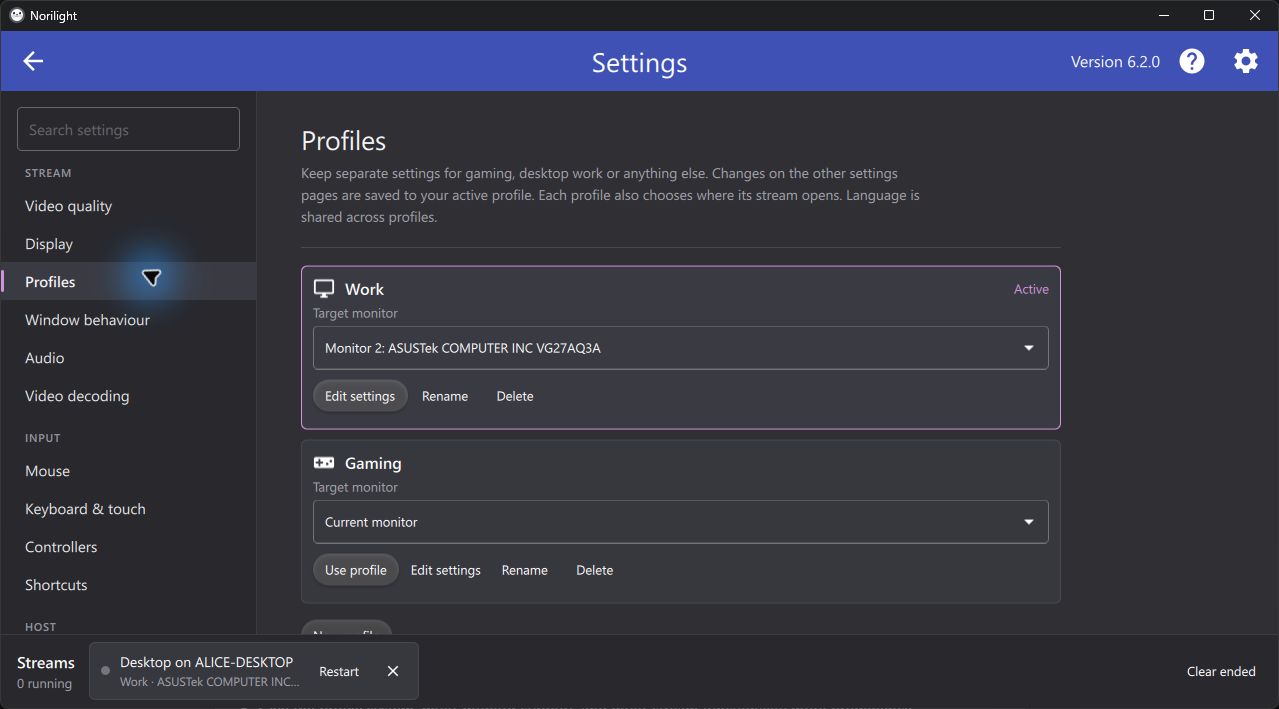 Norilight
Settings
Version 6.2.0
Search settings
STREAM
Video quality
Display
Profiles
Window behaviour
Audio
Video decoding
INPUT
Mouse
Keyboard & touch
Controllers
Shortcuts
HOST
Profiles
Keep separate settings for gaming, desktop work or anything else. Changes on the other settings
pages are saved to your active profile. Each profile also chooses where its stream opens. Language is
shared across profiles.
Work
Active
Target monitor
Monitor 2: ASUSTek COMPUTER INC VG27AQ3A
Edit settings
Rename
Delete
Gaming
Target monitor
Current monitor
Use profile
Edit settings
Rename
Delete
Streams
0 running
Desktop on ALICE-DESKTOP
Work · ASUSTek COMPUTER INC...
Restart
Clear ended